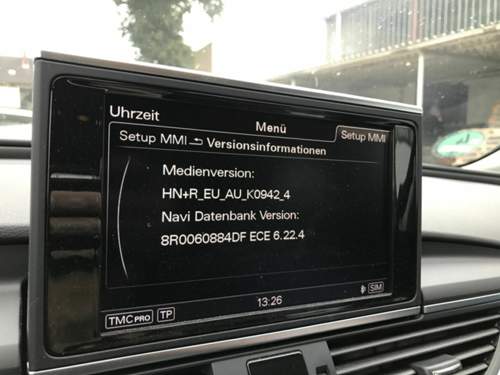 Uhrzeit
Menü
Setup MMI
Setup MMI Versionsinformationen
Medienversion:
HN+R_EU_AU_K0942_4
Navi Datenbank Version:
8R0060884DF ECE 6.22.4
13:26
SIM
TMC PRO TP